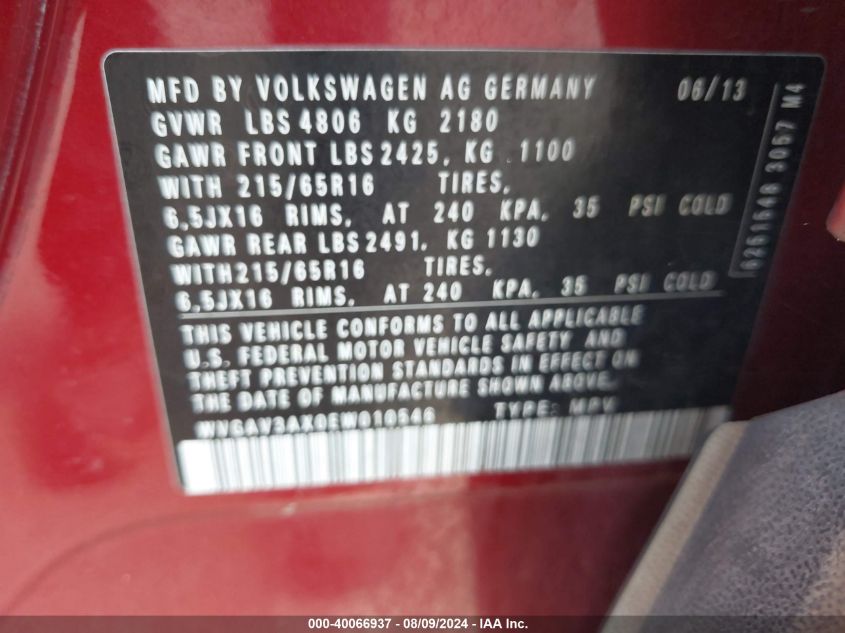 MFD BY VOLKSWAGEN AG GERMANY 06/13
GVWR LBS 4806 KG 2180
GAWR FRONT LBS 2425, KG 1100
WITH 215/65R16 TIRES,
6,5JX16 RIMS, AT 240 KPA, 35 PSI COLD
GAWR REAR LBS 2491, KG 1130
WITH 215/65R16 TIRES,
6,5JX16 RIMS, AT 240 KPA, 35 PSI COLD
THIS VEHICLE CONFORMS TO ALL APPLICABLE
U.S. FEDERAL MOTOR VEHICLE SAFETY AND
THEFT PREVENTION STANDARDS IN EFFECT ON
THE DATE OF MANUFACTURE SHOWN ABOVE.
WVGAV3AX0EW010546 TYPE: MPV
3057 M4
000-40066937 - 08/09/2024 - IAA Inc.